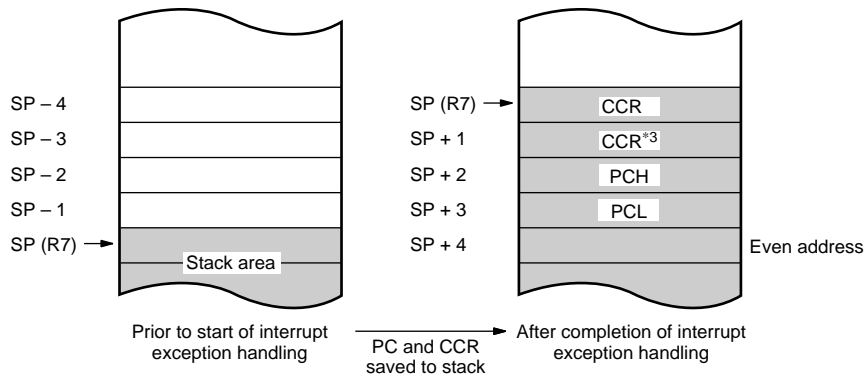 SP – 4
SP – 3
SP – 2
SP – 1
SP (R7)
Stack area
Prior to start of interrupt
exception handling
PC and CCR
saved to stack
SP (R7)
SP + 1
SP + 2
SP + 3
SP + 4
CCR
CCR*3
PCH
PCL
Even address
After completion of interrupt
exception handling